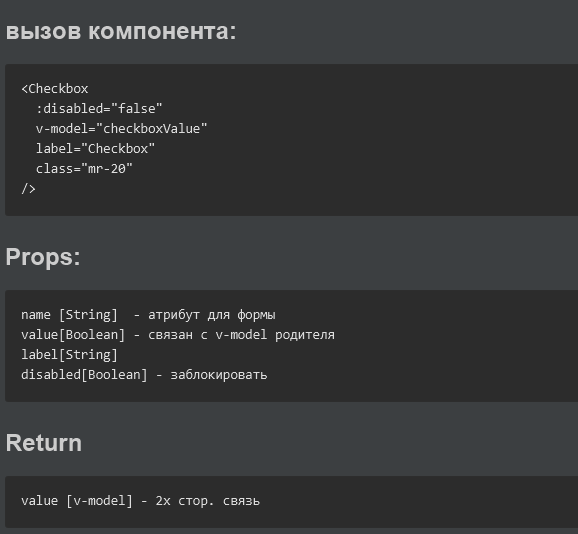 вызов компонента:
<Checkbox
:disabled="false"
v-model="checkboxValue"
label="Checkbox"
class="mr-20"
/>
Props:
name [String]  - атрибут для формы
value[Boolean] - связан с v-model родителя
label[String]
disabled[Boolean] - заблокировать
Return
value [v-model] - 2х стор. связь